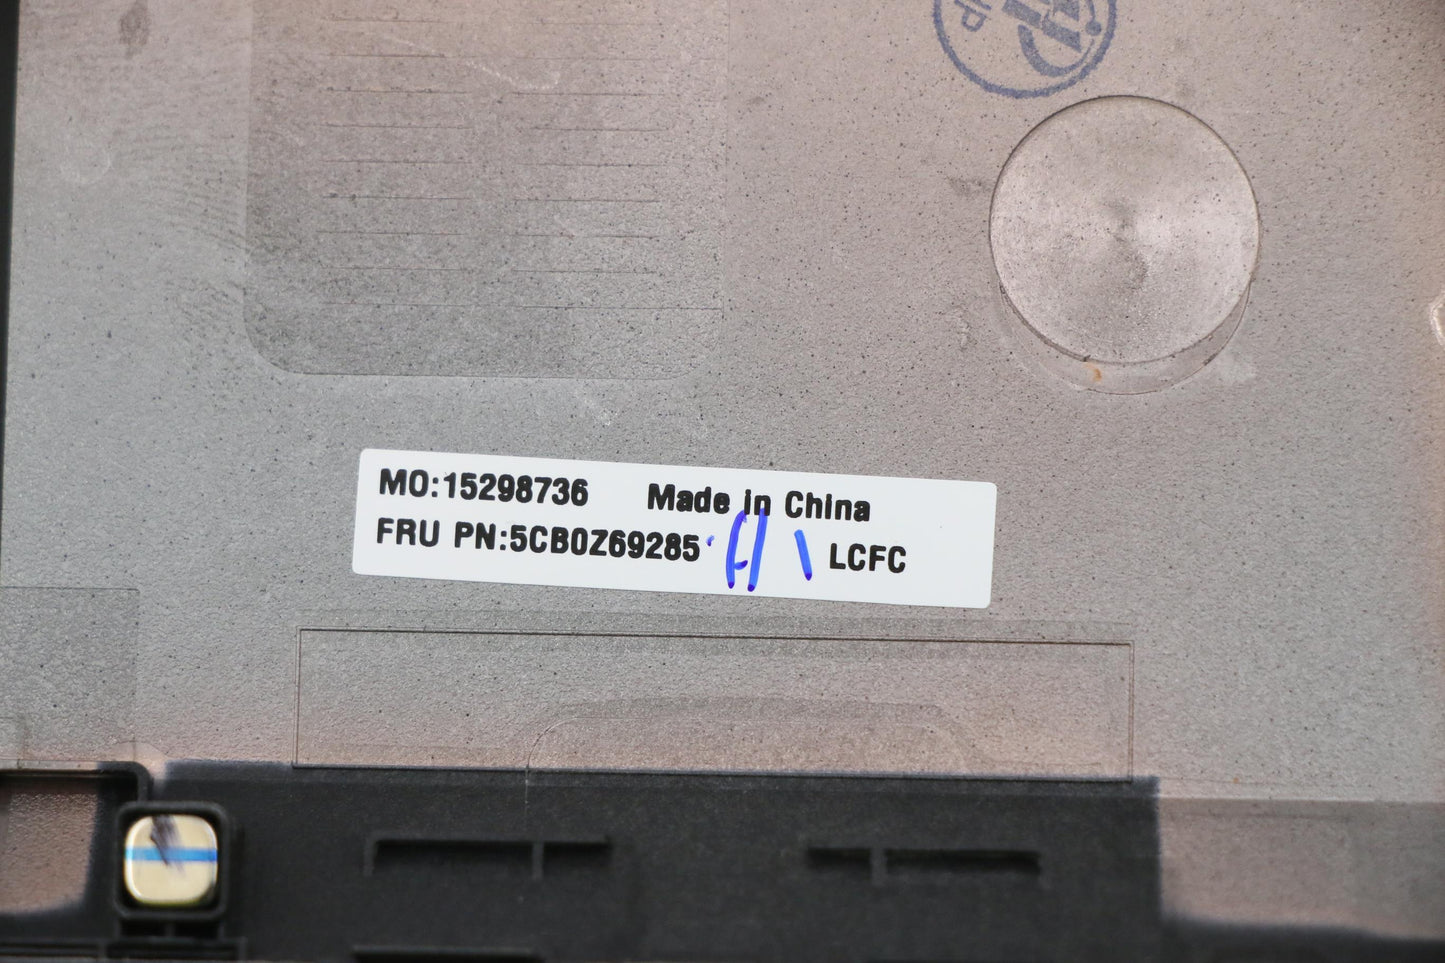 MO:15298736 Made in China
FRU PN:5CB0Z69285 LCFC